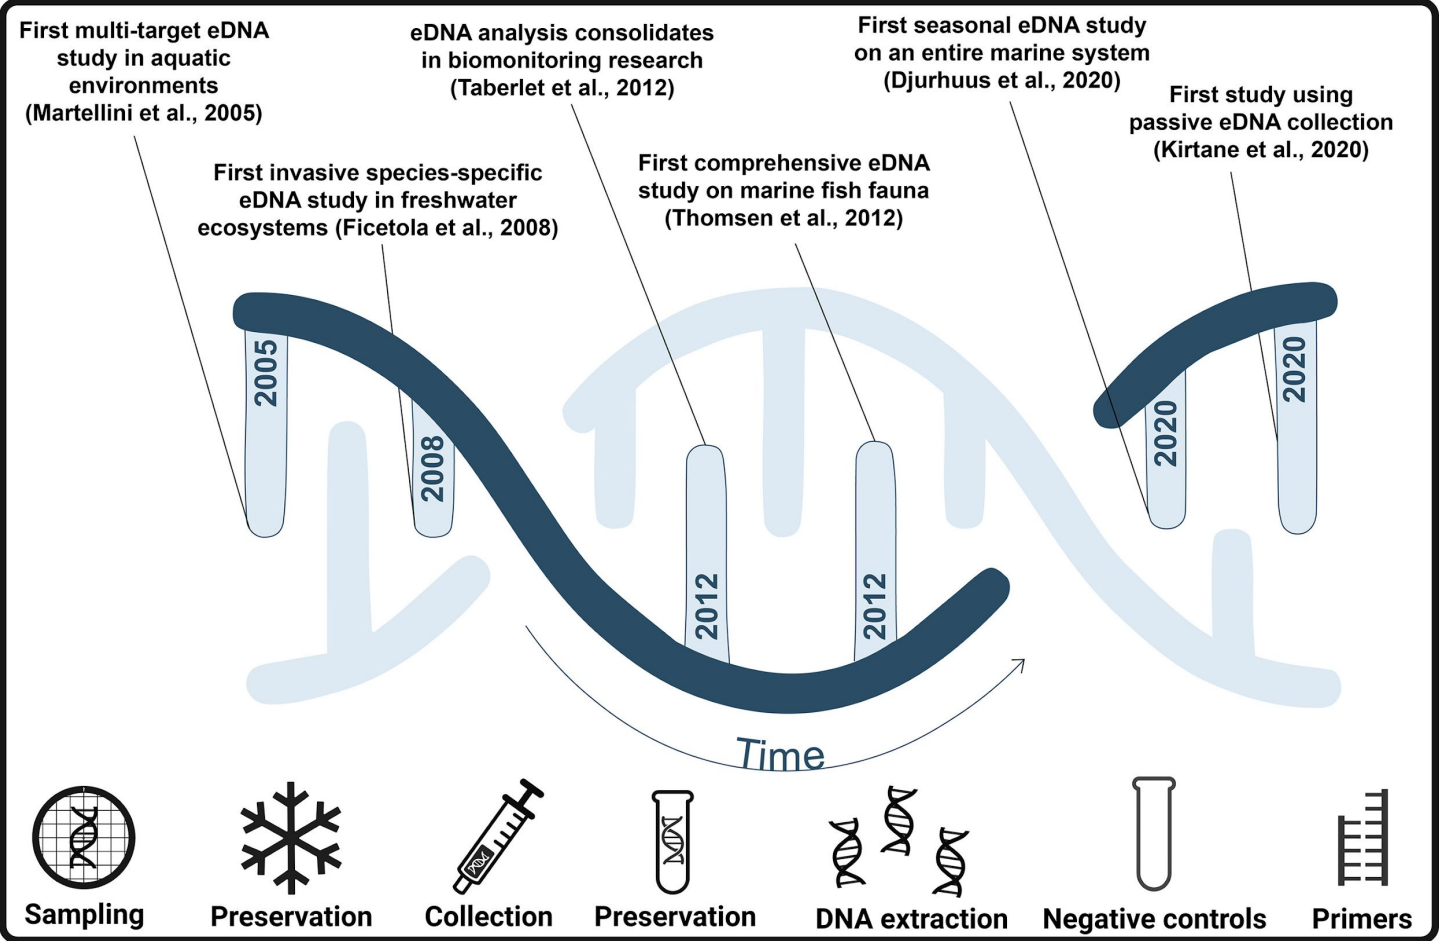 First multi-target eDNA
study in aquatic
environments
(Martellini et al., 2005)
First invasive species-specific
eDNA study in freshwater
ecosystems (Ficetola et al., 2008)
eDNA analysis consolidates
in biomonitoring research
(Taberlet et al., 2012)
First comprehensive eDNA
study on marine fish fauna
(Thomsen et al., 2012)
First seasonal eDNA study
on an entire marine system
(Djurhuus et al., 2020)
First study using
passive eDNA collection
(Kirtane et al., 2020)
2005
2008
2012
2012
2020
2020
Time
Sampling
Preservation
Collection
Preservation
DNA extraction
Negative controls
Primers